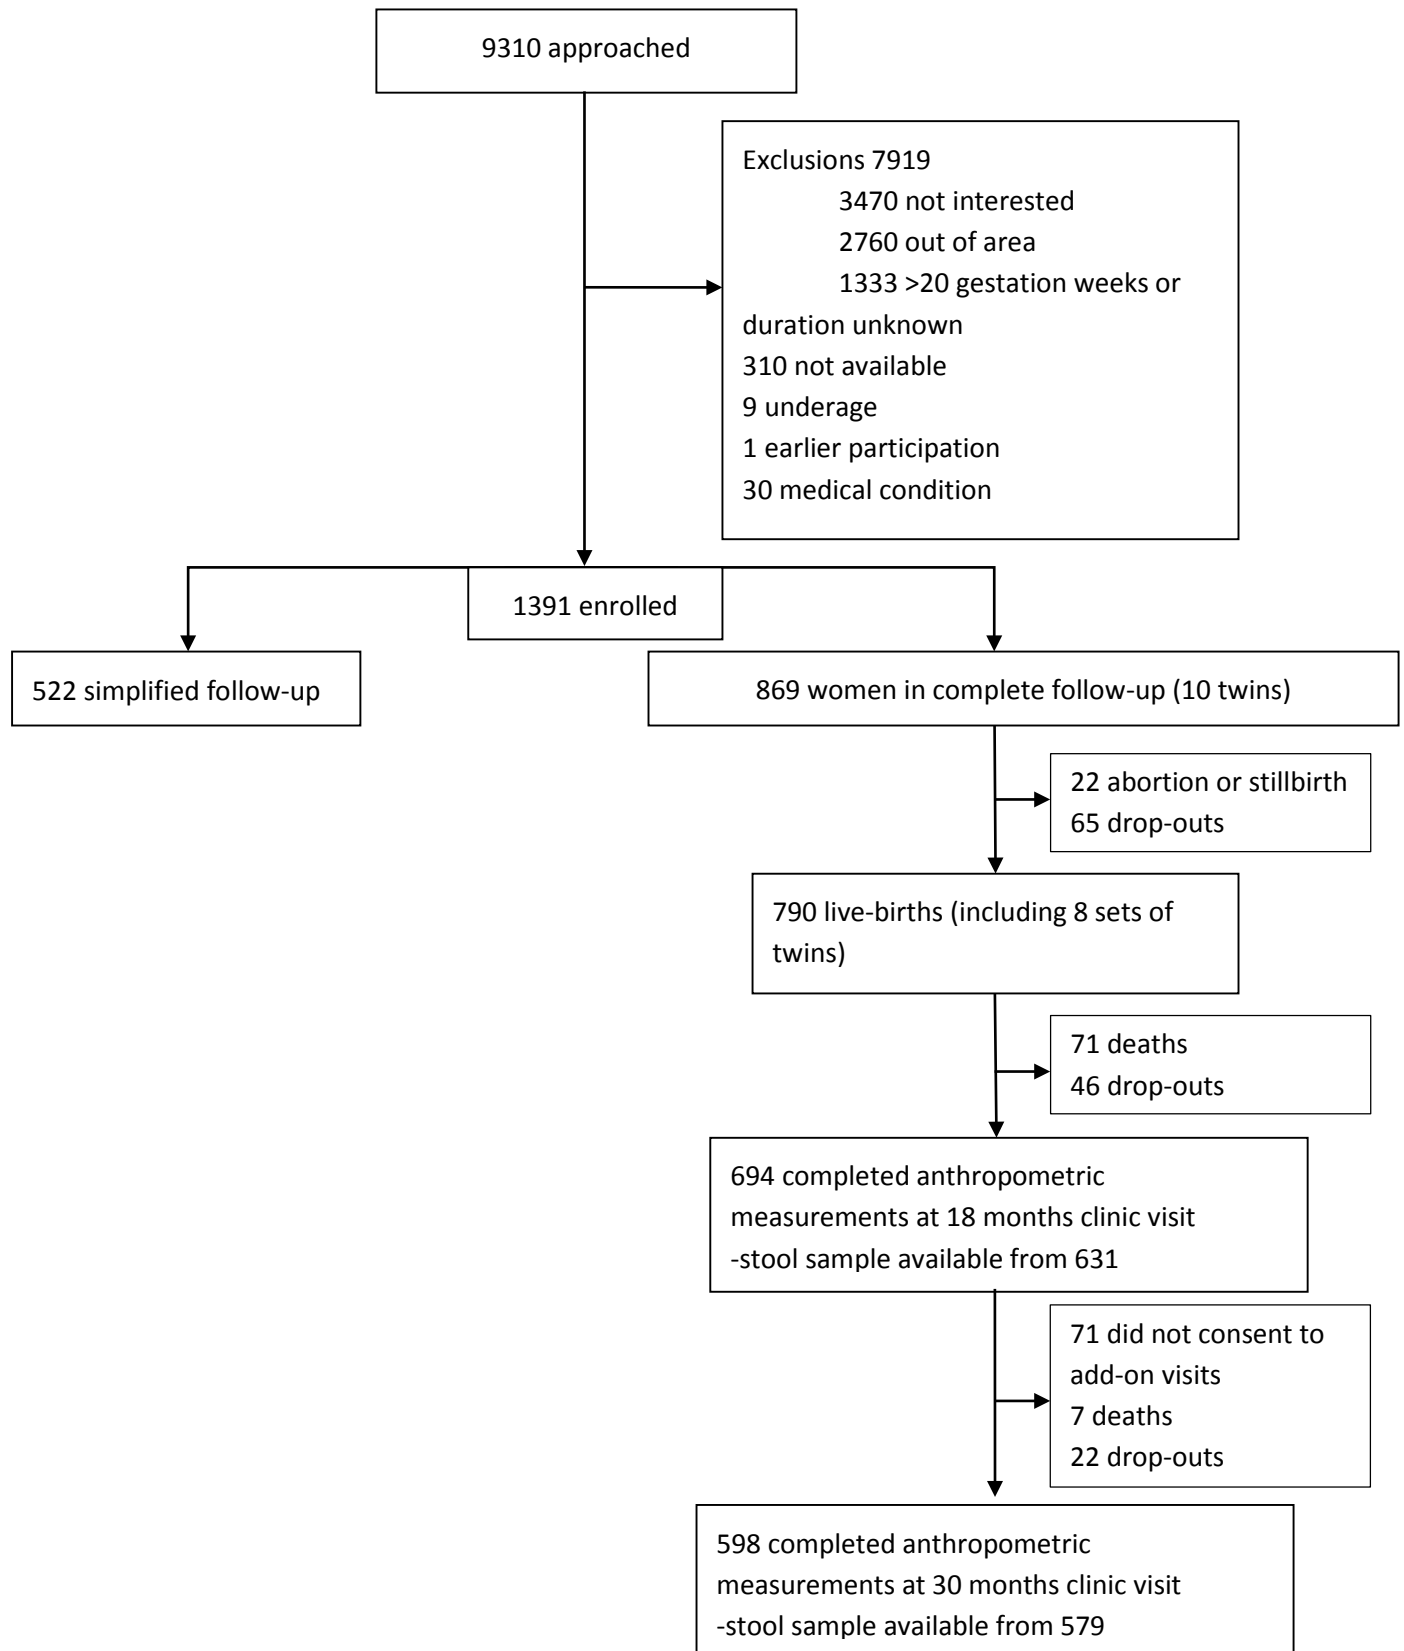 9310 approached
Exclusions 7919
3470 not interested
2760 out of area
1333 >20 gestation weeks or
duration unknown
310 not available
9 underage
1 earlier participation
30 medical condition
1391 enrolled
522 simplified follow-up
869 women in complete follow-up (10 twins)
22 abortion or stillbirth
65 drop-outs
790 live-births (including 8 sets of
twins)
71 deaths
46 drop-outs
694 completed anthropometric
measurements at 18 months clinic visit
-stool sample available from 631
71 did not consent to
add-on visits
7 deaths
22 drop-outs
598 completed anthropometric
measurements at 30 months clinic visit
-stool sample available from 579